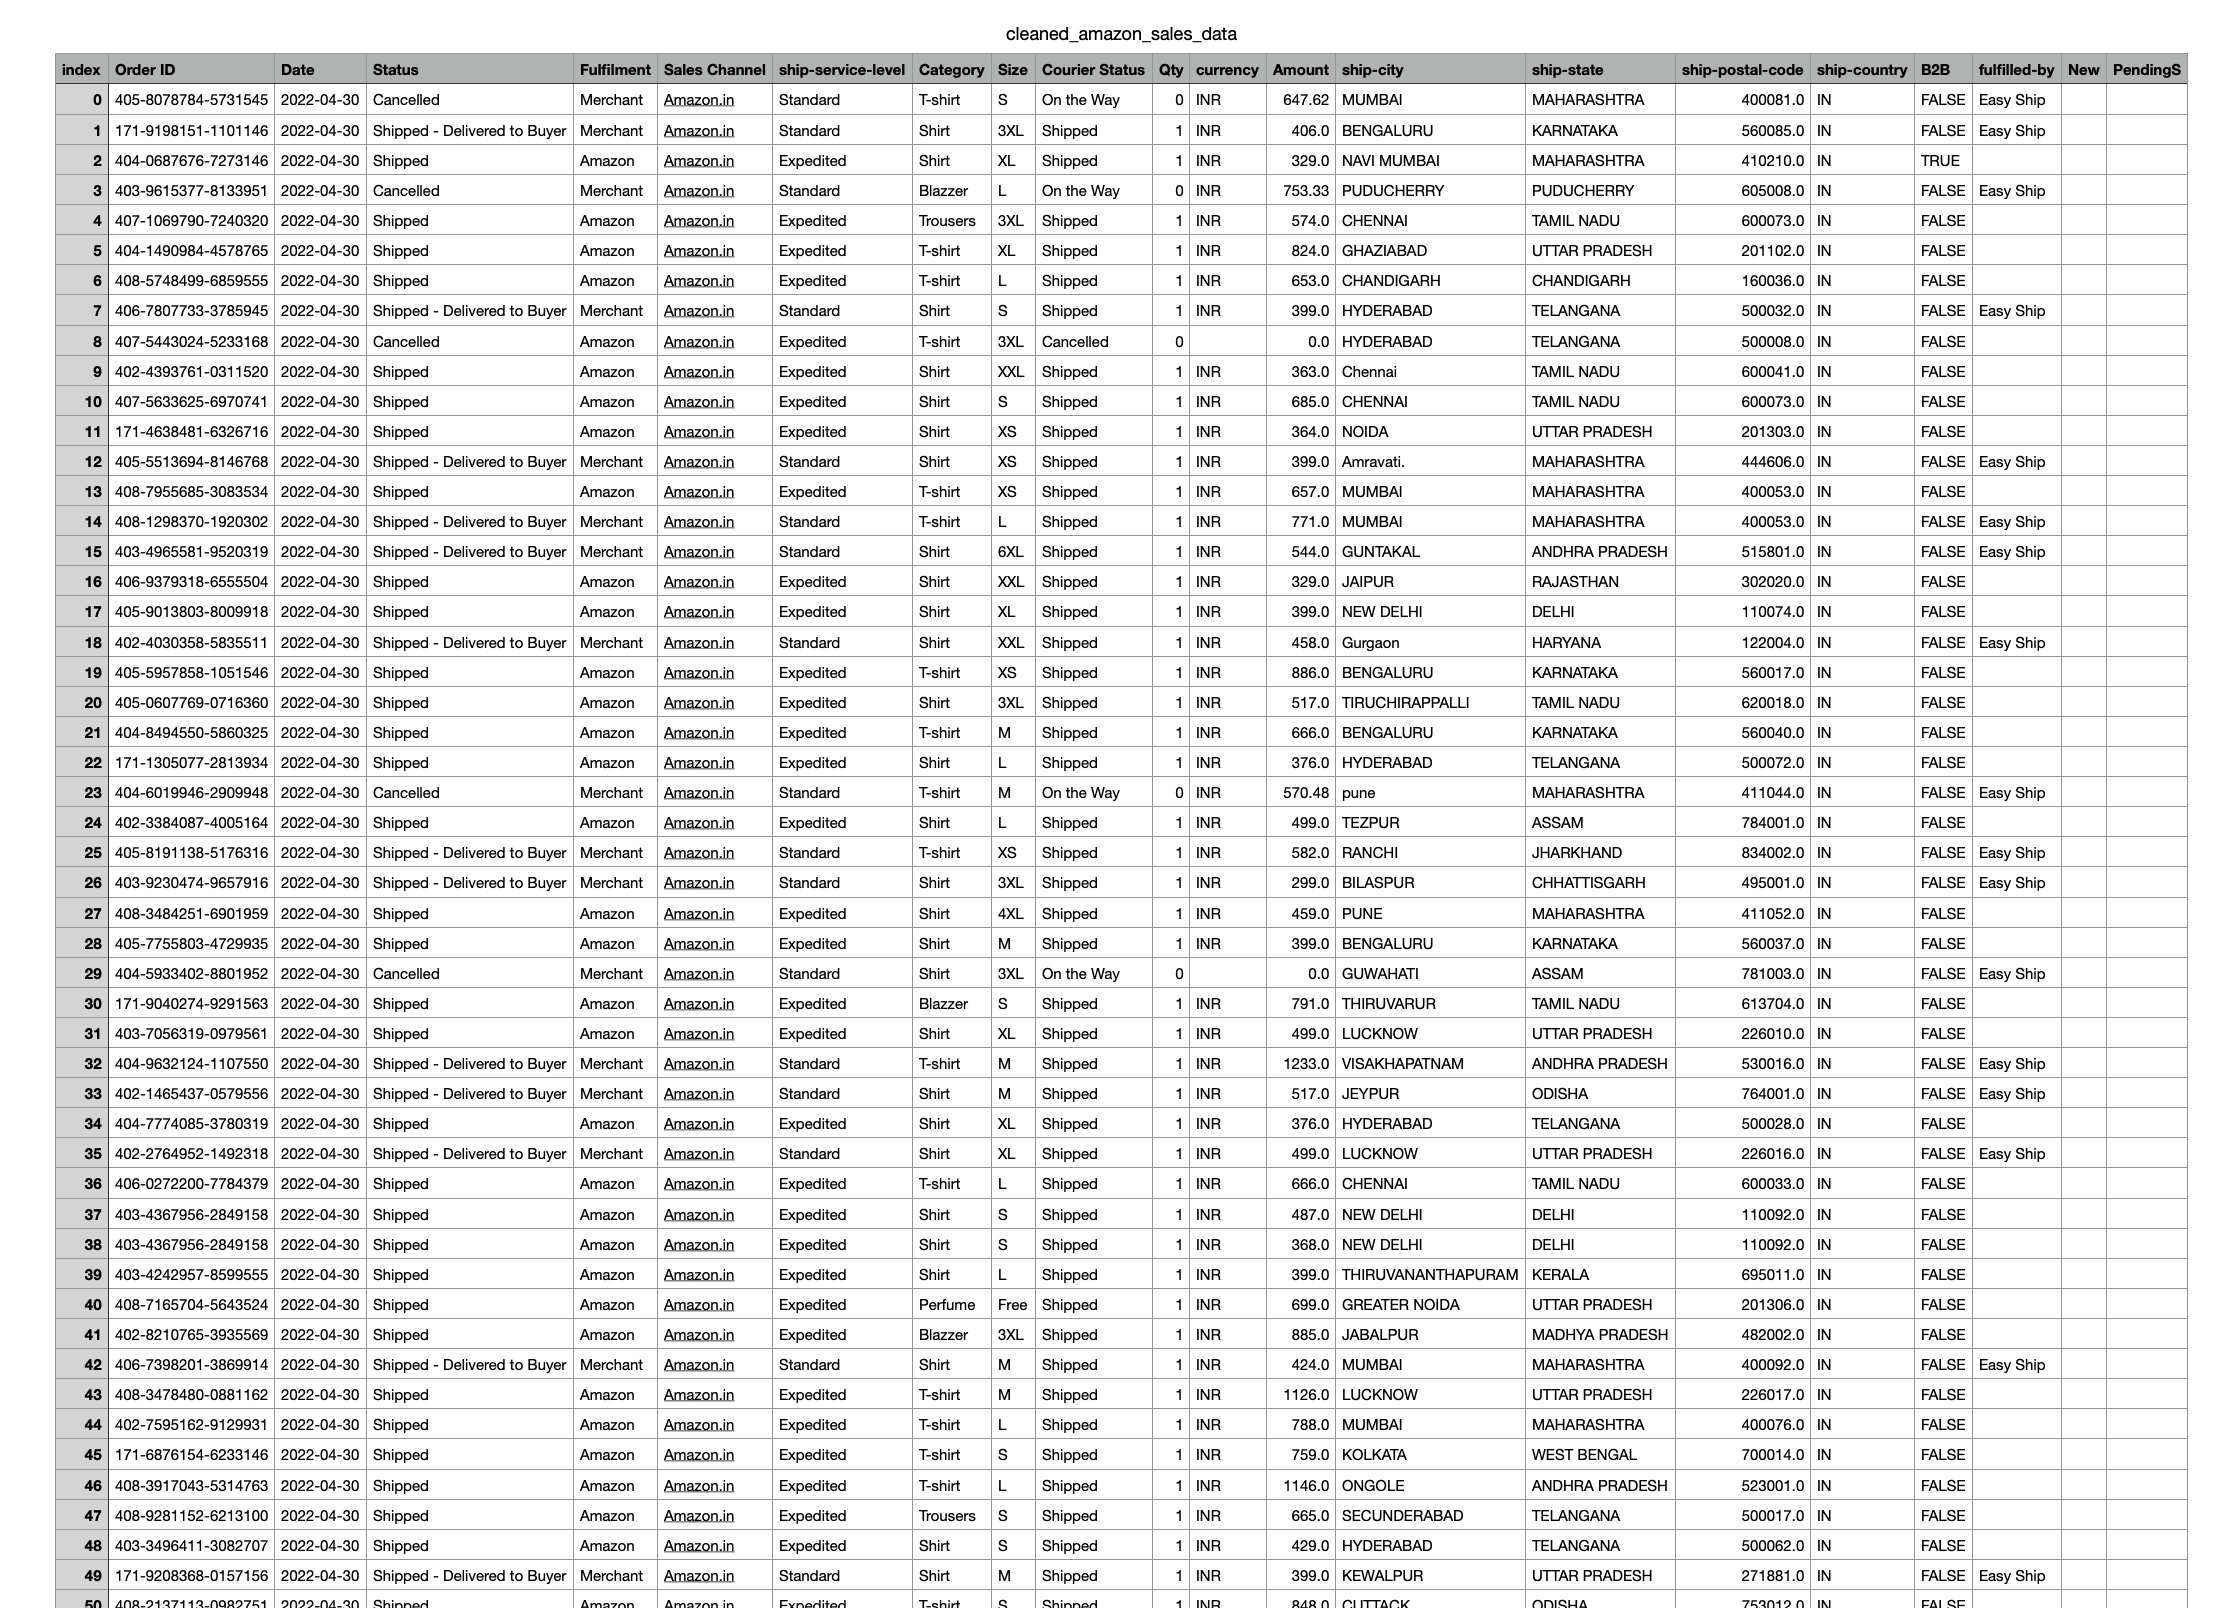 cleaned_amazon_sales_data
index Order ID Date Status Fulfilment Sales Channel ship-service-level Category Size Courier Status Qty currency Amount ship-city ship-state ship-postal-code ship-country B2B fulfilled-by New PendingS
0 405-8078784-5731545 2022-04-30 Cancelled Merchant Amazon.in Standard T-shirt S On the Way 0 INR 647.62 MUMBAI MAHARASHTRA 400081.0 IN FALSE Easy Ship
1 171-9198151-1101146 2022-04-30 Shipped - Delivered to Buyer Merchant Amazon.in Standard Shirt 3XL Shipped 1 INR 406.0 BENGALURU KARNATAKA 560085.0 IN FALSE Easy Ship
2 404-0687676-7273146 2022-04-30 Shipped Amazon Amazon.in Expedited Shirt XL Shipped 1 INR 329.0 NAVI MUMBAI MAHARASHTRA 410210.0 IN TRUE
3 403-9615377-8133951 2022-04-30 Cancelled Merchant Amazon.in Standard Blazzer L On the Way 0 INR 753.33 PUDUCHERRY PUDUCHERRY 605008.0 IN FALSE Easy Ship
4 407-1069790-7240320 2022-04-30 Shipped Amazon Amazon.in Expedited Trousers 3XL Shipped 1 INR 574.0 CHENNAI TAMIL NADU 600073.0 IN FALSE
5 404-1490984-4578765 2022-04-30 Shipped Amazon Amazon.in Expedited T-shirt XL Shipped 1 INR 824.0 GHAZIABAD UTTAR PRADESH 201102.0 IN FALSE
6 408-5748499-6859555 2022-04-30 Shipped Amazon Amazon.in Expedited T-shirt L Shipped 1 INR 653.0 CHANDIGARH CHANDIGARH 160036.0 IN FALSE
7 406-7807733-3785945 2022-04-30 Shipped - Delivered to Buyer Merchant Amazon.in Standard Shirt S Shipped 1 INR 399.0 HYDERABAD TELANGANA 500032.0 IN FALSE Easy Ship
8 407-5443024-5233168 2022-04-30 Cancelled Amazon Amazon.in Expedited T-shirt 3XL Cancelled 0 0.0 HYDERABAD TELANGANA 500008.0 IN FALSE
9 402-4393761-0311520 2022-04-30 Shipped Amazon Amazon.in Expedited Shirt XXL Shipped 1 INR 363.0 Chennai TAMIL NADU 600041.0 IN FALSE
10 407-5633625-6970741 2022-04-30 Shipped Amazon Amazon.in Expedited Shirt S Shipped 1 INR 685.0 CHENNAI TAMIL NADU 600073.0 IN FALSE
11 171-4638481-6326716 2022-04-30 Shipped Amazon Amazon.in Expedited Shirt XS Shipped 1 INR 364.0 NOIDA UTTAR PRADESH 201303.0 IN FALSE
12 405-5513694-8146768 2022-04-30 Shipped - Delivered to Buyer Merchant Amazon.in Standard Shirt XS Shipped 1 INR 399.0 Amravati. MAHARASHTRA 444606.0 IN FALSE Easy Ship
13 408-7955685-3083534 2022-04-30 Shipped Amazon Amazon.in Expedited T-shirt XS Shipped 1 INR 657.0 MUMBAI MAHARASHTRA 400053.0 IN FALSE
14 408-1298370-1920302 2022-04-30 Shipped - Delivered to Buyer Merchant Amazon.in Standard T-shirt L Shipped 1 INR 771.0 MUMBAI MAHARASHTRA 400053.0 IN FALSE Easy Ship
15 403-4965581-9520319 2022-04-30 Shipped - Delivered to Buyer Merchant Amazon.in Standard Shirt 6XL Shipped 1 INR 544.0 GUNTAKAL ANDHRA PRADESH 515801.0 IN FALSE Easy Ship
16 406-9379318-6555504 2022-04-30 Shipped Amazon Amazon.in Expedited Shirt XXL Shipped 1 INR 329.0 JAIPUR RAJASTHAN 302020.0 IN FALSE
17 405-9013803-8009918 2022-04-30 Shipped Amazon Amazon.in Expedited Shirt XL Shipped 1 INR 399.0 NEW DELHI DELHI 110074.0 IN FALSE
18 402-4030358-5835511 2022-04-30 Shipped - Delivered to Buyer Merchant Amazon.in Standard Shirt XXL Shipped 1 INR 458.0 Gurgaon HARYANA 122004.0 IN FALSE Easy Ship
19 405-5957858-1051546 2022-04-30 Shipped Amazon Amazon.in Expedited T-shirt XS Shipped 1 INR 886.0 BENGALURU KARNATAKA 560017.0 IN FALSE
20 405-0607769-0716360 2022-04-30 Shipped Amazon Amazon.in Expedited Shirt 3XL Shipped 1 INR 517.0 TIRUCHIRAPPALLI TAMIL NADU 620018.0 IN FALSE
21 404-8494550-5860325 2022-04-30 Shipped Amazon Amazon.in Expedited T-shirt M Shipped 1 INR 666.0 BENGALURU KARNATAKA 560040.0 IN FALSE
22 171-1305077-2813934 2022-04-30 Shipped Amazon Amazon.in Expedited Shirt L Shipped 1 INR 376.0 HYDERABAD TELANGANA 500072.0 IN FALSE
23 404-6019946-2909948 2022-04-30 Cancelled Merchant Amazon.in Standard T-shirt M On the Way 0 INR 570.48 pune MAHARASHTRA 411044.0 IN FALSE Easy Ship
24 402-3384087-4005164 2022-04-30 Shipped Amazon Amazon.in Expedited Shirt L Shipped 1 INR 499.0 TEZPUR ASSAM 784001.0 IN FALSE
25 405-8191138-5176316 2022-04-30 Shipped - Delivered to Buyer Merchant Amazon.in Standard T-shirt XS Shipped 1 INR 582.0 RANCHI JHARKHAND 834002.0 IN FALSE Easy Ship
26 403-9230474-9657916 2022-04-30 Shipped - Delivered to Buyer Merchant Amazon.in Standard Shirt 3XL Shipped 1 INR 299.0 BILASPUR CHHATTISGARH 495001.0 IN FALSE Easy Ship
27 408-3484251-6901959 2022-04-30 Shipped Amazon Amazon.in Expedited Shirt 4XL Shipped 1 INR 459.0 PUNE MAHARASHTRA 411052.0 IN FALSE
28 405-7755803-4729935 2022-04-30 Shipped Amazon Amazon.in Expedited Shirt M Shipped 1 INR 399.0 BENGALURU KARNATAKA 560037.0 IN FALSE
29 404-5933402-8801952 2022-04-30 Cancelled Merchant Amazon.in Standard Shirt 3XL On the Way 0 0.0 GUWAHATI ASSAM 781003.0 IN FALSE Easy Ship
30 171-9040274-9291563 2022-04-30 Shipped Amazon Amazon.in Expedited Blazzer S Shipped 1 INR 791.0 THIRUVARUR TAMIL NADU 613704.0 IN FALSE
31 403-7056319-0979561 2022-04-30 Shipped Amazon Amazon.in Expedited Shirt XL Shipped 1 INR 499.0 LUCKNOW UTTAR PRADESH 226010.0 IN FALSE
32 404-9632124-1107550 2022-04-30 Shipped - Delivered to Buyer Merchant Amazon.in Standard T-shirt M Shipped 1 INR 1233.0 VISAKHAPATNAM ANDHRA PRADESH 530016.0 IN FALSE Easy Ship
33 402-1465437-0579556 2022-04-30 Shipped - Delivered to Buyer Merchant Amazon.in Standard Shirt M Shipped 1 INR 517.0 JEYPUR ODISHA 764001.0 IN FALSE Easy Ship
34 404-7774085-3780319 2022-04-30 Shipped Amazon Amazon.in Expedited Shirt XL Shipped 1 INR 376.0 HYDERABAD TELANGANA 500028.0 IN FALSE
35 402-2764952-1492318 2022-04-30 Shipped - Delivered to Buyer Merchant Amazon.in Standard Shirt XL Shipped 1 INR 499.0 LUCKNOW UTTAR PRADESH 226016.0 IN FALSE Easy Ship
36 406-0272200-7784379 2022-04-30 Shipped Amazon Amazon.in Expedited T-shirt L Shipped 1 INR 666.0 CHENNAI TAMIL NADU 600033.0 IN FALSE
37 403-4367956-2849158 2022-04-30 Shipped Amazon Amazon.in Expedited Shirt S Shipped 1 INR 487.0 NEW DELHI DELHI 110092.0 IN FALSE
38 403-4367956-2849158 2022-04-30 Shipped Amazon Amazon.in Expedited Shirt S Shipped 1 INR 368.0 NEW DELHI DELHI 110092.0 IN FALSE
39 403-4242957-8599555 2022-04-30 Shipped Amazon Amazon.in Expedited Shirt L Shipped 1 INR 399.0 THIRUVANANTHAPURAM KERALA 695011.0 IN FALSE
40 408-7165704-5643524 2022-04-30 Shipped Amazon Amazon.in Expedited Perfume Free Shipped 1 INR 699.0 GREATER NOIDA UTTAR PRADESH 201306.0 IN FALSE
41 402-8210765-3935569 2022-04-30 Shipped Amazon Amazon.in Expedited Blazzer 3XL Shipped 1 INR 885.0 JABALPUR MADHYA PRADESH 482002.0 IN FALSE
42 406-7398201-3869914 2022-04-30 Shipped - Delivered to Buyer Merchant Amazon.in Standard Shirt M Shipped 1 INR 424.0 MUMBAI MAHARASHTRA 400092.0 IN FALSE Easy Ship
43 408-3478480-0881162 2022-04-30 Shipped Amazon Amazon.in Expedited T-shirt M Shipped 1 INR 1126.0 LUCKNOW UTTAR PRADESH 226017.0 IN FALSE
44 402-7595162-9129931 2022-04-30 Shipped Amazon Amazon.in Expedited T-shirt L Shipped 1 INR 788.0 MUMBAI MAHARASHTRA 400076.0 IN FALSE
45 171-6876154-6233146 2022-04-30 Shipped Amazon Amazon.in Expedited T-shirt S Shipped 1 INR 759.0 KOLKATA WEST BENGAL 700014.0 IN FALSE
46 408-3917043-5314763 2022-04-30 Shipped Amazon Amazon.in Expedited T-shirt L Shipped 1 INR 1146.0 ONGOLE ANDHRA PRADESH 523001.0 IN FALSE
47 408-9281152-6213100 2022-04-30 Shipped Amazon Amazon.in Expedited Trousers S Shipped 1 INR 665.0 SECUNDERABAD TELANGANA 500017.0 IN FALSE
48 403-3496411-3082707 2022-04-30 Shipped Amazon Amazon.in Expedited Shirt S Shipped 1 INR 429.0 HYDERABAD TELANGANA 500062.0 IN FALSE
49 171-9208368-0157156 2022-04-30 Shipped - Delivered to Buyer Merchant Amazon.in Standard Shirt M Shipped 1 INR 399.0 KEWALPUR UTTAR PRADESH 271881.0 IN FALSE Easy Ship
50 408-2137113-0982751 2022-04-30 Shipped Amazon Amazon.in Expedited T-shirt S Shipped 1 INR 848.0 CUTTACK ODISHA 753012.0 IN FALSE